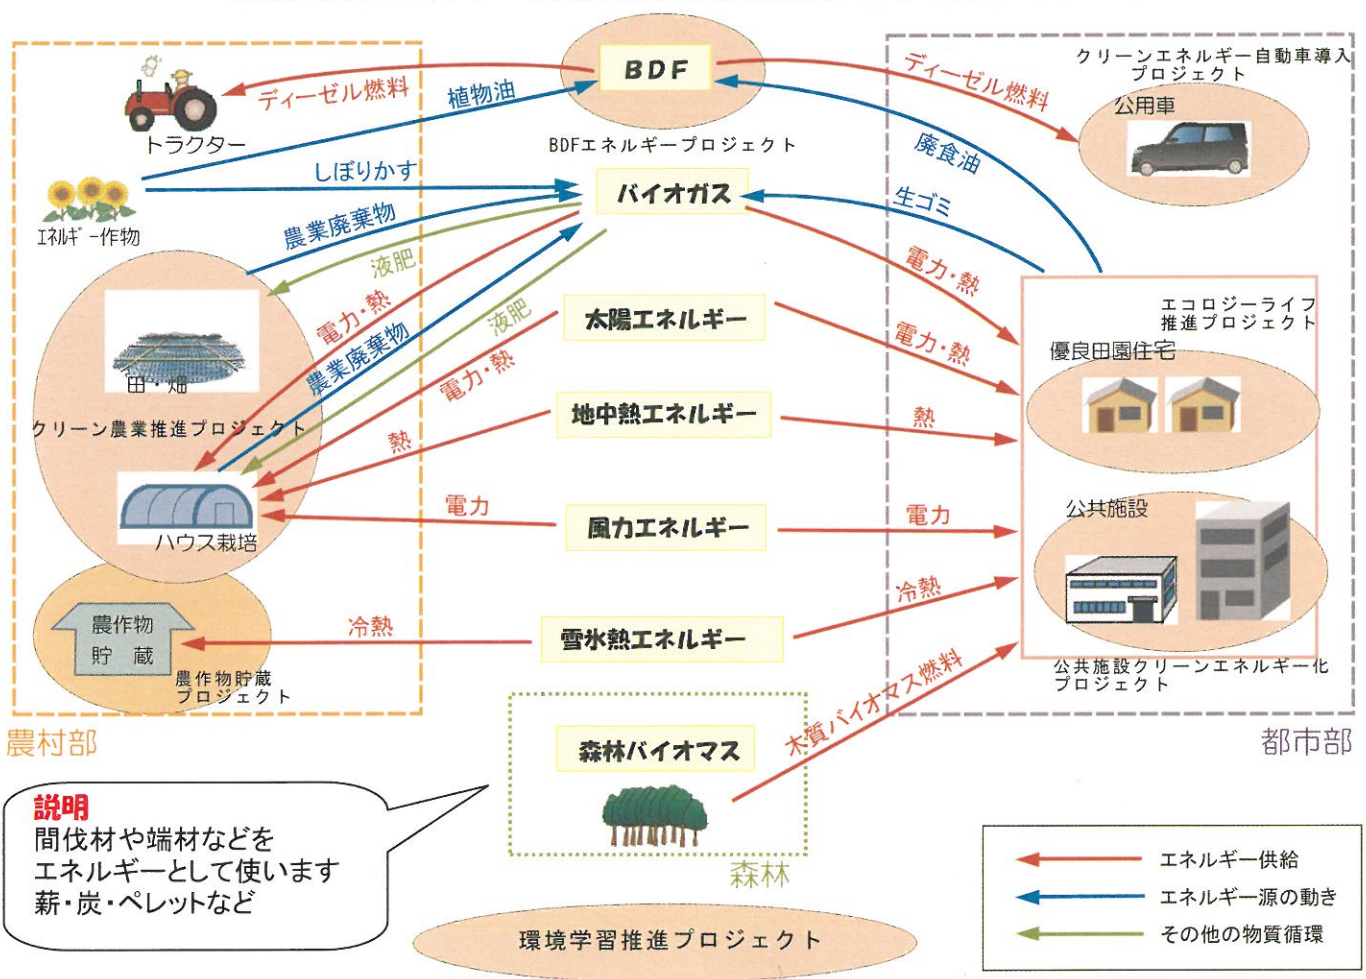 BDF
クリーンエネルギー自動車導入
プロジェクト
公用車
ディーゼル燃料
ディーゼル燃料
植物油
トラクター
BDFエネルギープロジェクト
廃食油
しぼりかす
バイオガス
生ゴミ
エネルギー作物
農業廃棄物
液肥
電力・熱
電力・熱
農業廃棄物
液肥
太陽エネルギー
電力・熱
電力・熱
エコロジーライフ
推進プロジェクト
優良田園住宅
田・畑
クリーン農業推進プロジェクト
地中熱エネルギー
熱
熱
ハウス栽培
電力
風力エネルギー
電力
公共施設
農作物
貯蔵
冷熱
雪氷熱エネルギー
冷熱
農作物貯蔵
プロジェクト
公共施設クリーンエネルギー化
プロジェクト
木質バイオマス燃料
農村部
都市部
森林バイオマス
森林
説明
間伐材や端材などを
エネルギーとして使います
薪・炭・ペレットなど
エネルギー供給
エネルギー源の動き
その他の物質循環
環境学習推進プロジェクト